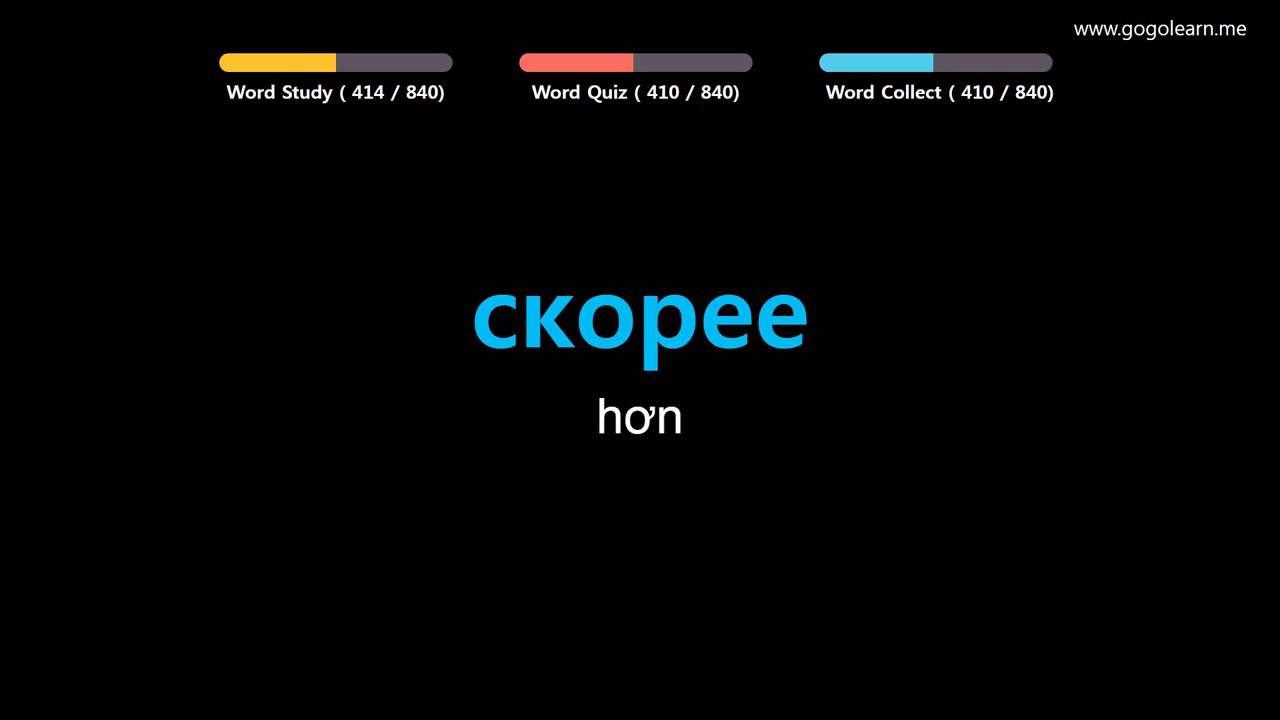 www.gogolearn.me
Word Study ( 414 / 840)
Word Quiz ( 410 / 840)
Word Collect ( 410 / 840)
скорее
hơn